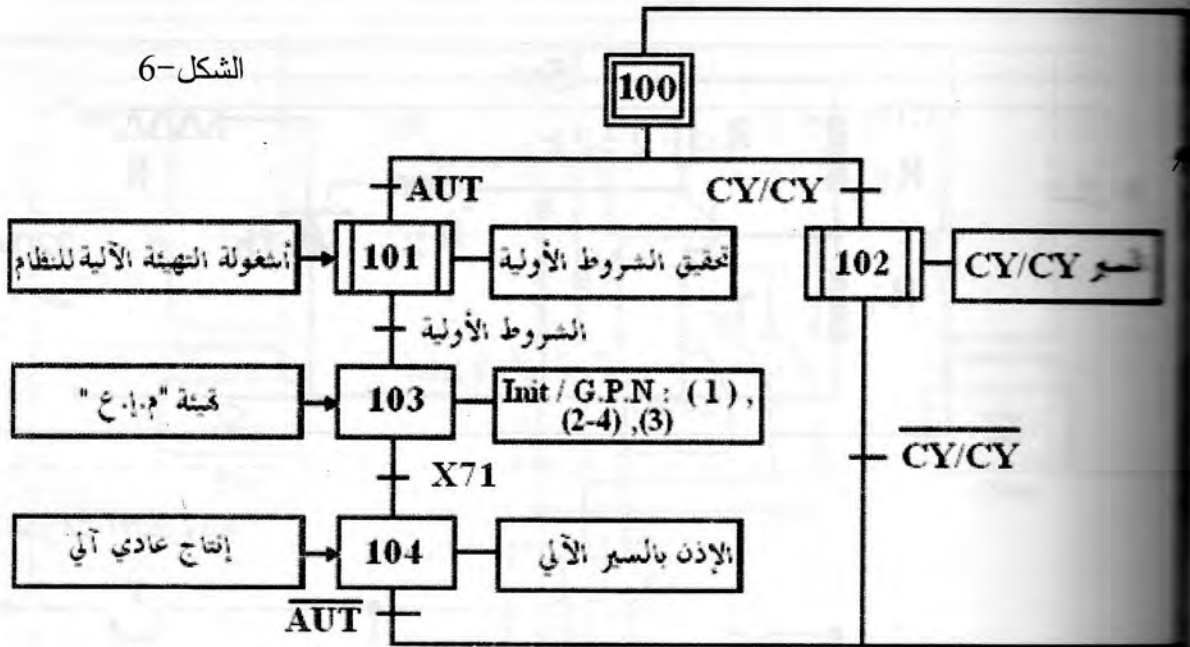 الشكل-6
100
AUT
CY/CY
أشغولة التهيئة الآلية للنظام
101
تحقيق الشروط الأولية
102
CY/CY
الشروط الأولية
تهيئة "م.إ.ع "
103
Init / G.P.N : ( 1 ) ,
(2-4) ,(3)
CY/CY
X71
إنتاج عادي آلي
104
الإذن بالسير الآلي
AUT